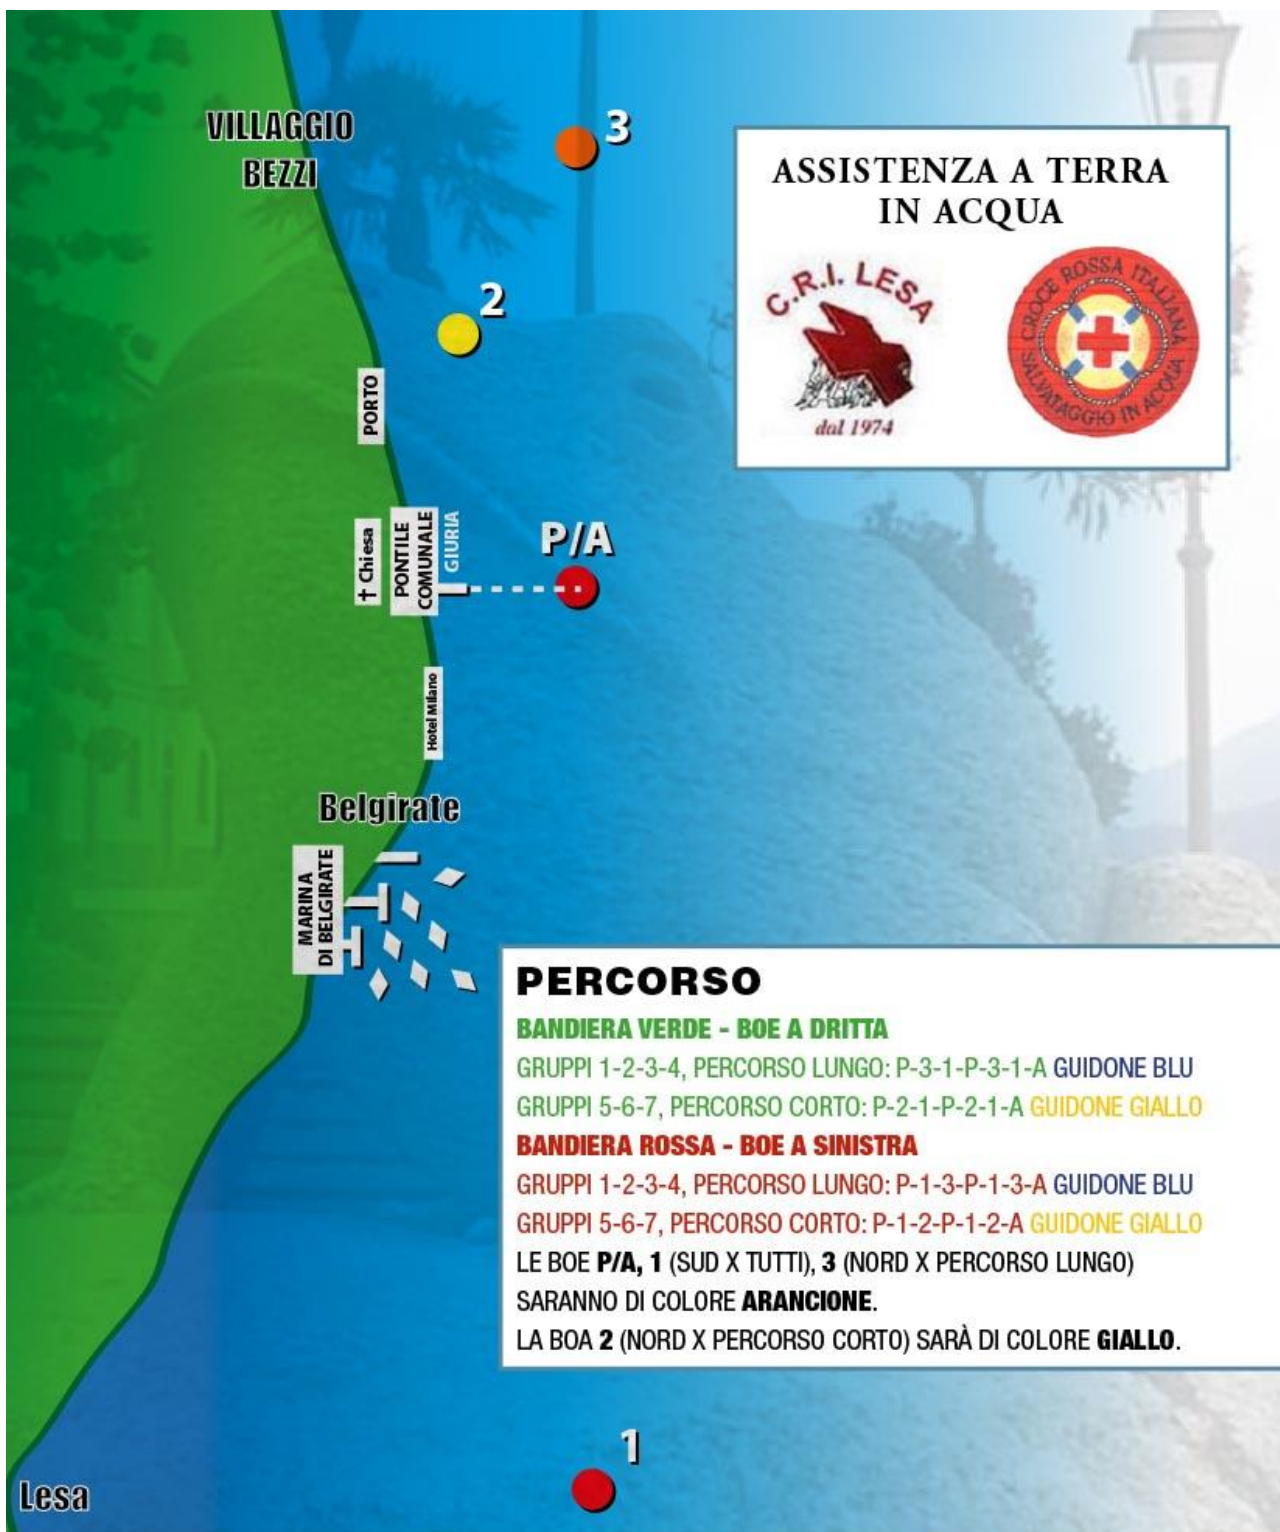 VILLAGGIO
BEZZI
3
ASSISTENZA A TERRA
IN ACQUA
C.R.I. LESA
dal 1974
CROCE ROSSA ITALIANA
SALVATAGGIO IN ACQUA
2
PORTO
† Chiesa
PONTILE
COMUNALE
GIURIA
P/A
Hotel Milano
Belgirate
MARINA
DI BELGIRATE
PERCORSO
BANDIERA VERDE - BOE A DRITTA
GRUPPI 1-2-3-4, PERCORSO LUNGO: P-3-1-P-3-1-A GUIDONE BLU
GRUPPI 5-6-7, PERCORSO CORTO: P-2-1-P-2-1-A GUIDONE GIALLO
BANDIERA ROSSA - BOE A SINISTRA
GRUPPI 1-2-3-4, PERCORSO LUNGO: P-1-3-P-1-3-A GUIDONE BLU
GRUPPI 5-6-7, PERCORSO CORTO: P-1-2-P-1-2-A GUIDONE GIALLO
LE BOE P/A, 1 (SUD X TUTTI), 3 (NORD X PERCORSO LUNGO)
SARANNO DI COLORE ARANCIONE.
LA BOA 2 (NORD X PERCORSO CORTO) SARÀ DI COLORE GIALLO.
1
Lesa